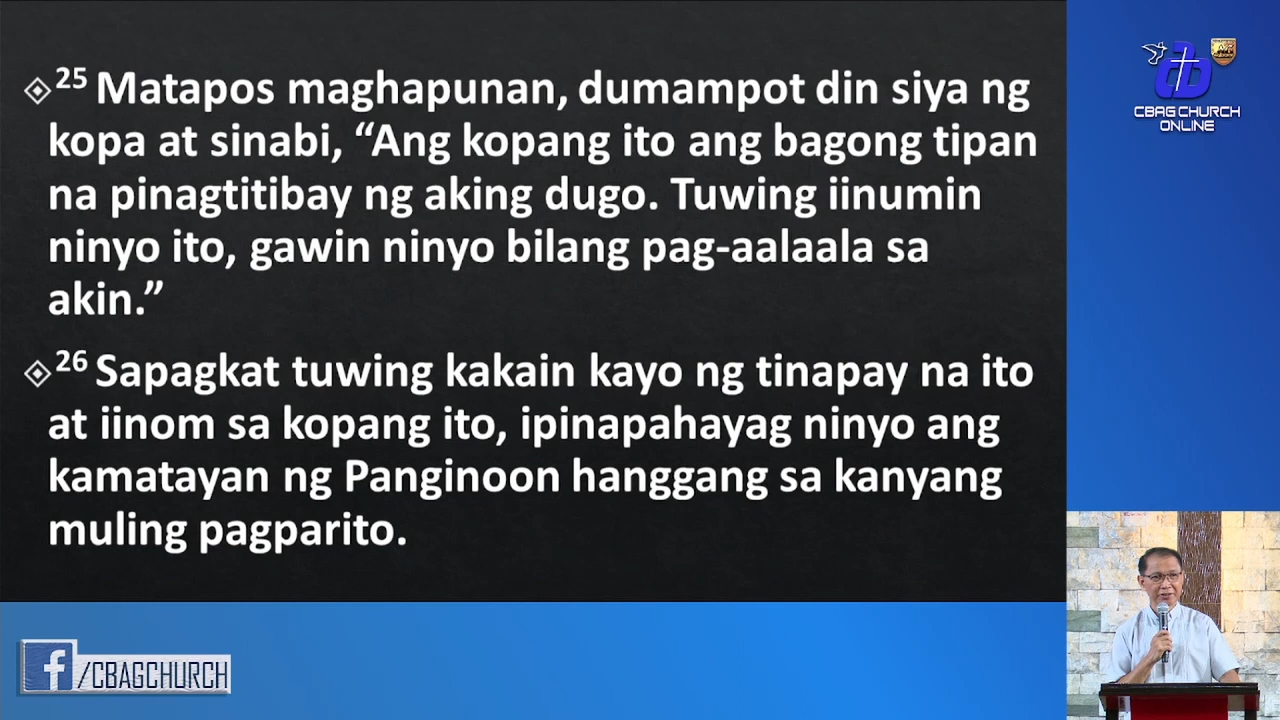 25 Matapos maghapunan, dumampot din siya ng
kopa at sinabi, “Ang kopang ito ang bagong tipan
na pinagtitibay ng aking dugo. Tuwing iinumin
ninyo ito, gawin ninyo bilang pag-aalaala sa
akin.”
26 Sapagkat tuwing kakain kayo ng tinapay na ito
at iinom sa kopang ito, ipinapahayag ninyo ang
kamatayan ng Panginoon hanggang sa kanyang
muling pagparito.
CBAG CHURCH
ONLINE
f/CBAGCHURCH